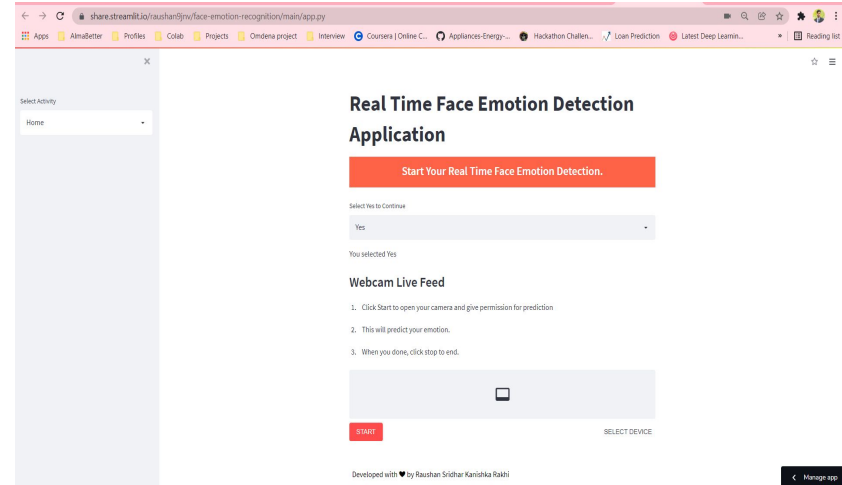 share.streamlit.io/raushan9jnv/face-emotion-recognition/main/app.py
Apps AlmaBetter Profiles Colab Projects Omdena project Interview Coursera | Online C... Appliances-Energy-... Hackathon Challen... Loan Prediction Latest Deep Learnin... » Reading list
Select Activity
Home
Real Time Face Emotion Detection
Application
Start Your Real Time Face Emotion Detection.
Select Yes to Continue
Yes
You selected Yes
Webcam Live Feed
1. Click Start to open your camera and give permission for prediction
2. This will predict your emotion.
3. When you done, click stop to end.
START SELECT DEVICE
Developed with ♥ by Raushan Sridhar Kanishka Rakhi
Manage app